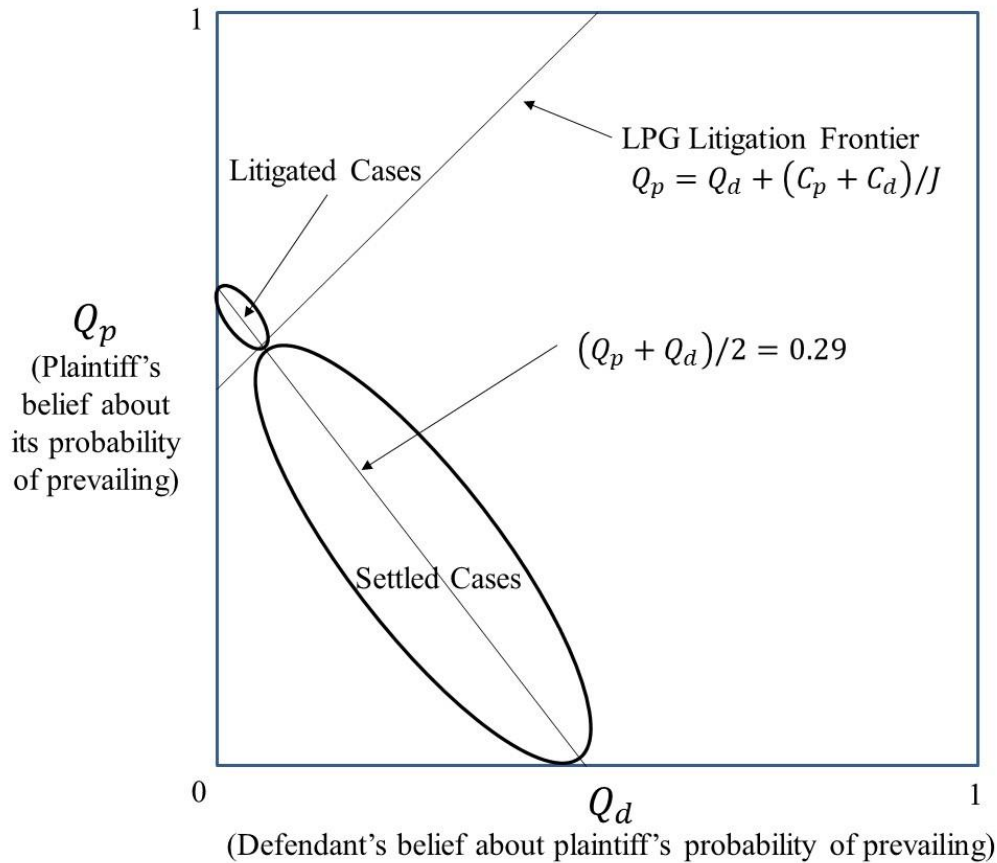 1
LPG Litigation Frontier
Q_p = Q_d + (C_p + C_d)/J
Litigated Cases
Q_p
(Plaintiff's
belief about
its probability
of prevailing)
(Q_p + Q_d)/2 = 0.29
Settled Cases
0
Q_d
1
(Defendant's belief about plaintiff's probability of prevailing)